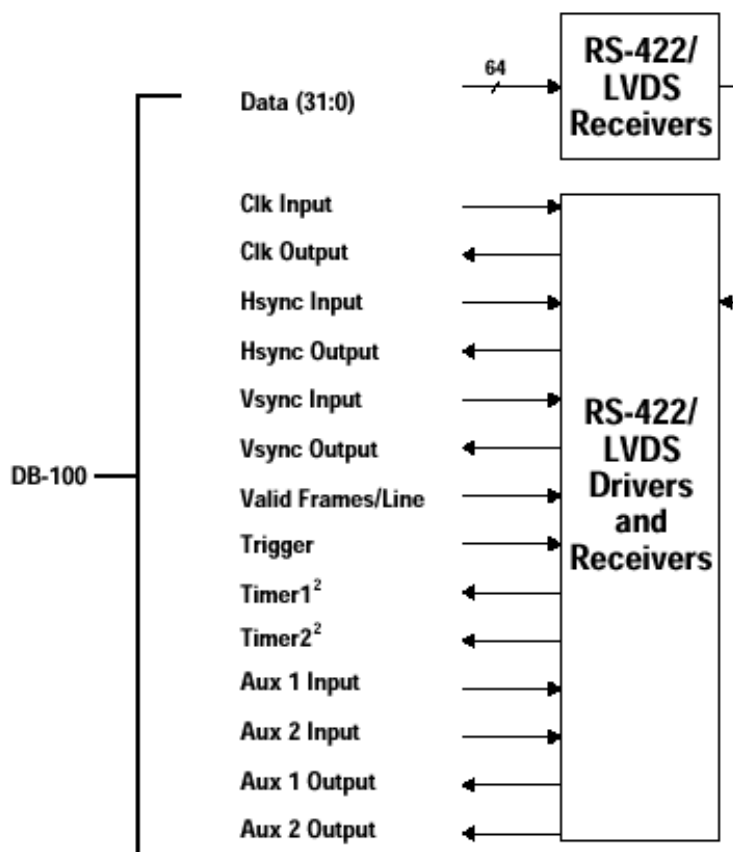 64
RS-422/
LVDS
Receivers
Data (31:0)
Clk Input
Clk Output
Hsync Input
Hsync Output
Vsync Input
Vsync Output
Valid Frames/Line
Trigger
Timer1²
Timer2²
Aux 1 Input
Aux 2 Input
Aux 1 Output
Aux 2 Output
DB-100
RS-422/
LVDS
Drivers
and
Receivers